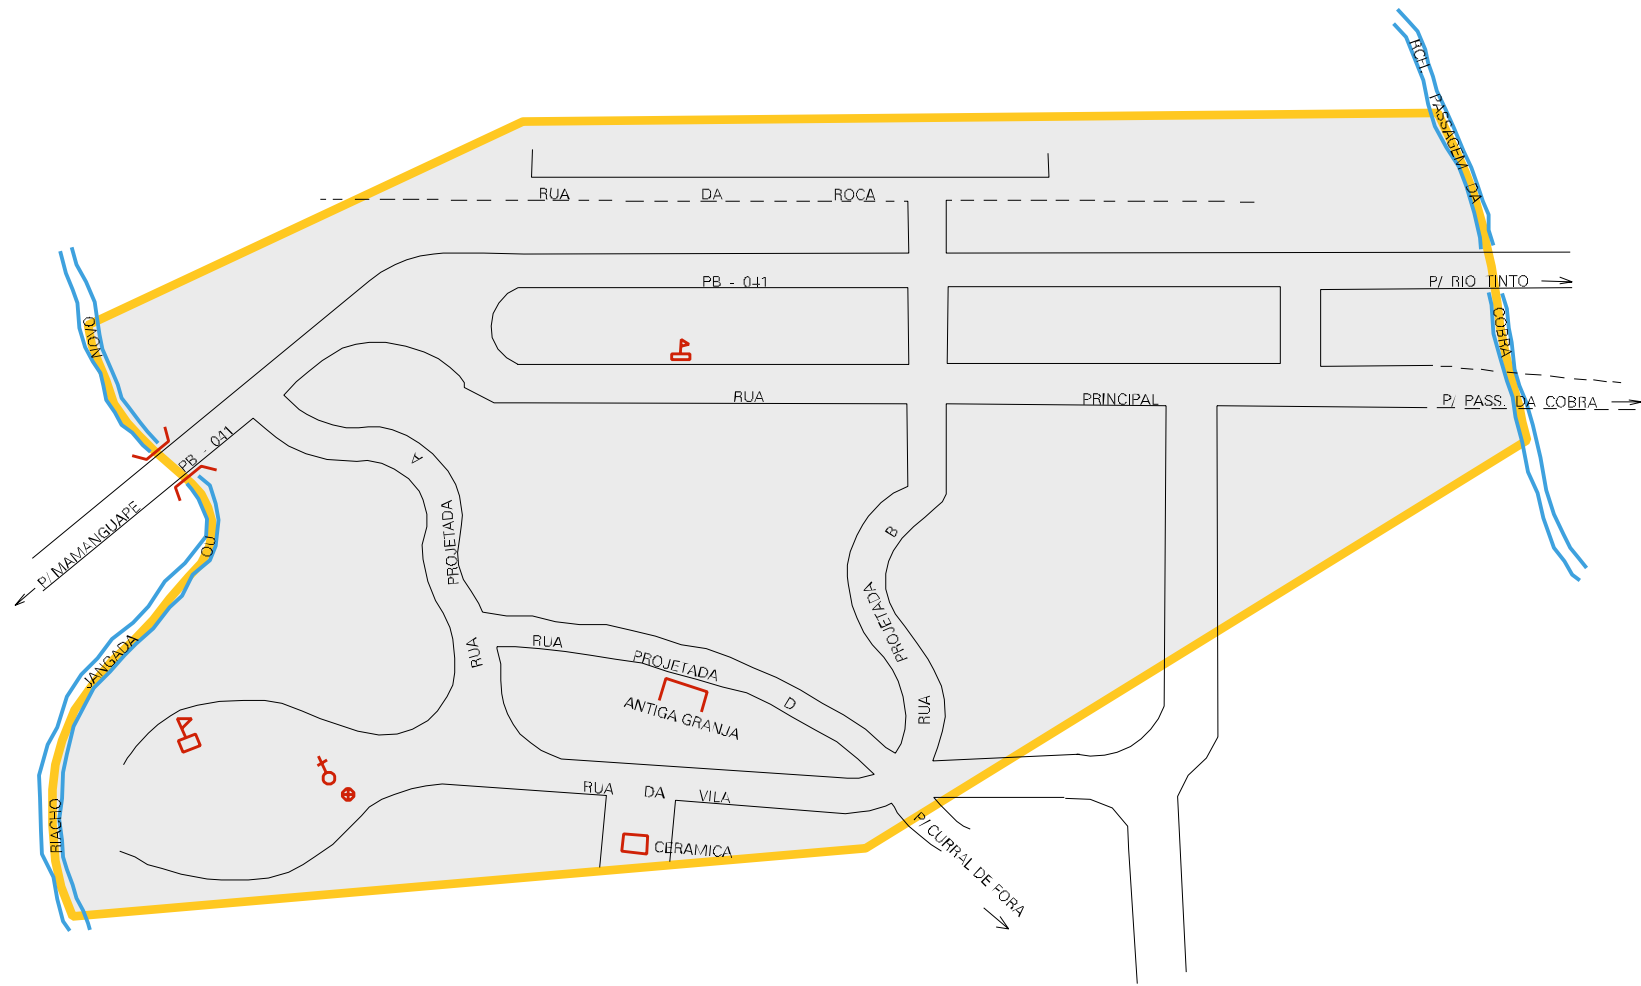 RCH. PASSAGEM DA COBRA
RUA DA ROCA
PB - 041
P/ RIO TINTO
RUA PRINCIPAL
P/ PASS. DA COBRA
RIACHO JANGADA OU NOVO
PB - 041
P/ MAMANGUAPE
RUA PROJETADA A
RUA PROJETADA B
RUA PROJETADA D
ANTIGA GRANJA
RUA DA VILA
CERAMICA
P/ CURRAL DE FORA